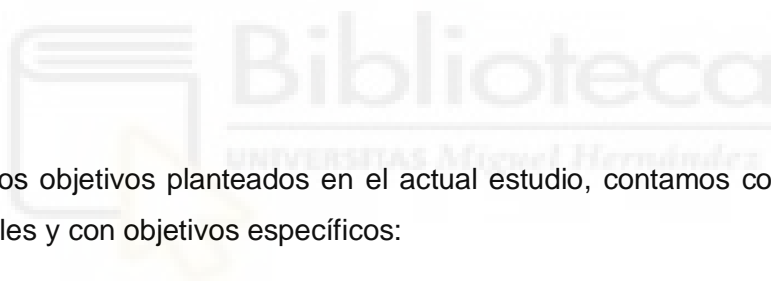 Biblioteca
UNIVERSITAS Miguel Hernández
os objetivos planteados en el actual estudio, contamos co
les y con objetivos específicos: